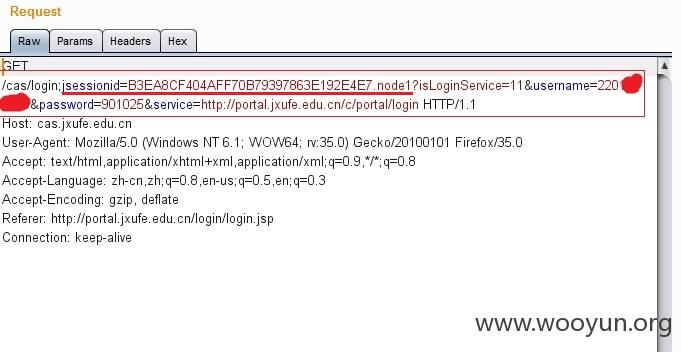 Request
Raw Params Headers Hex
GET
/cas/login;jsessionid=B3EA8CF404AFF70B79397863E192E4E7.node1?isLoginService=11&username=2201
&password=901025&service=http://portal.jxufe.edu.cn/c/portal/login HTTP/1.1
Host: cas.jxufe.edu.cn
User-Agent: Mozilla/5.0 (Windows NT 6.1; WOW64; rv:35.0) Gecko/20100101 Firefox/35.0
Accept: text/html,application/xhtml+xml,application/xml;q=0.9,*/*;q=0.8
Accept-Language: zh-cn,zh;q=0.8,en-us;q=0.5,en;q=0.3
Accept-Encoding: gzip, deflate
Referer: http://portal.jxufe.edu.cn/login/login.jsp
Connection: keep-alive
www.wooyun.org